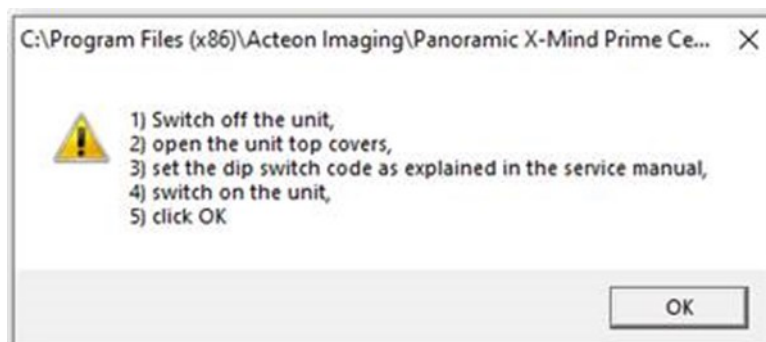 C:\Program Files (x86)\Acteon Imaging\Panoramic X-Mind Prime Ce...
1) Switch off the unit,
2) open the unit top covers,
3) set the dip switch code as explained in the service manual,
4) switch on the unit,
5) click OK
OK